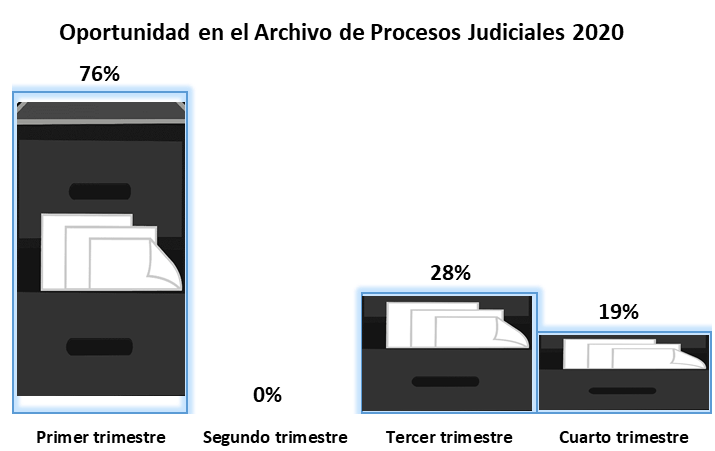 Oportunidad en el Archivo de Procesos Judiciales 2020
76%
0%
28%
19%
Primer trimestre
Segundo trimestre
Tercer trimestre
Cuarto trimestre